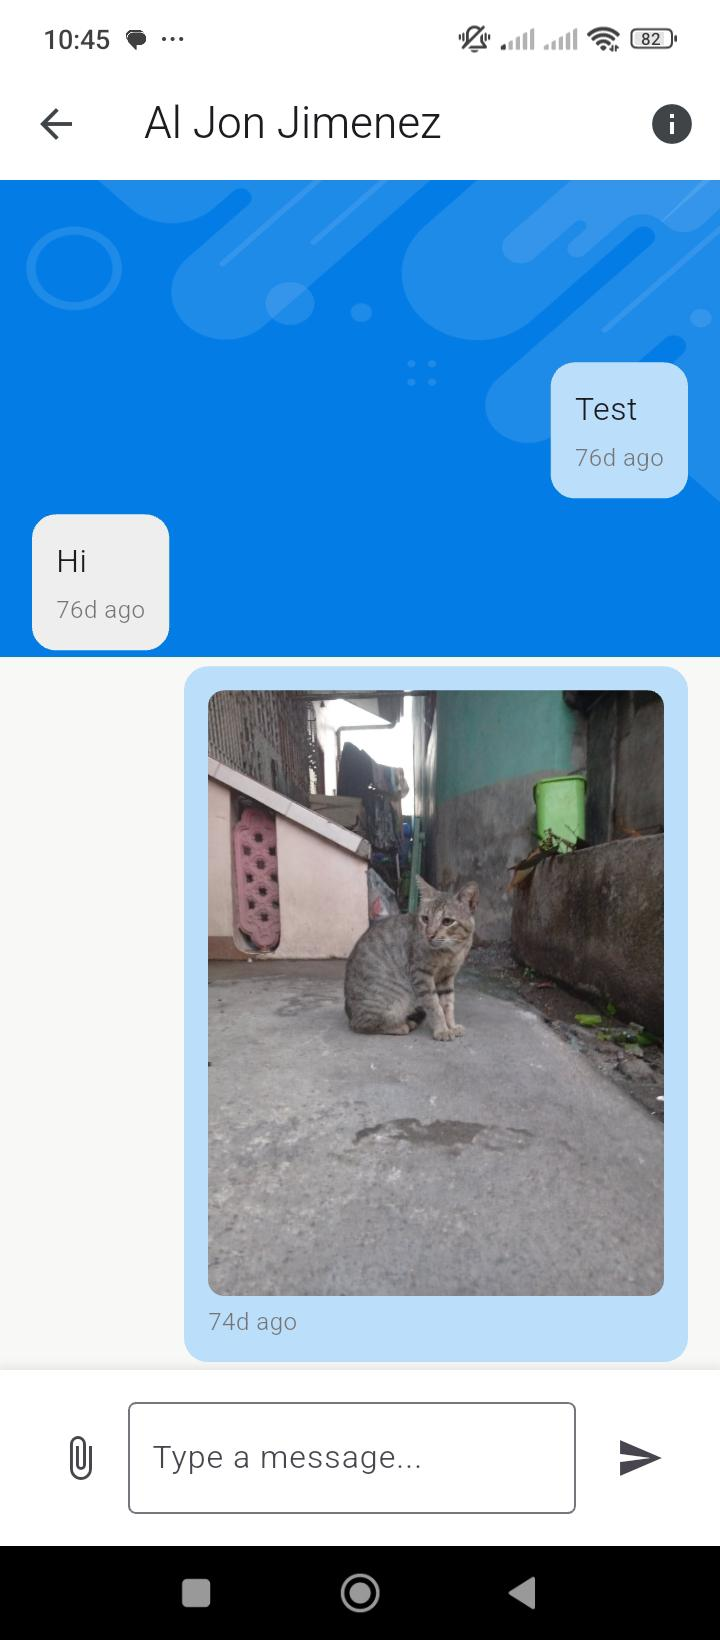 10:45
82
Al Jon Jimenez
Test
76d ago
Hi
76d ago
74d ago
Type a message...